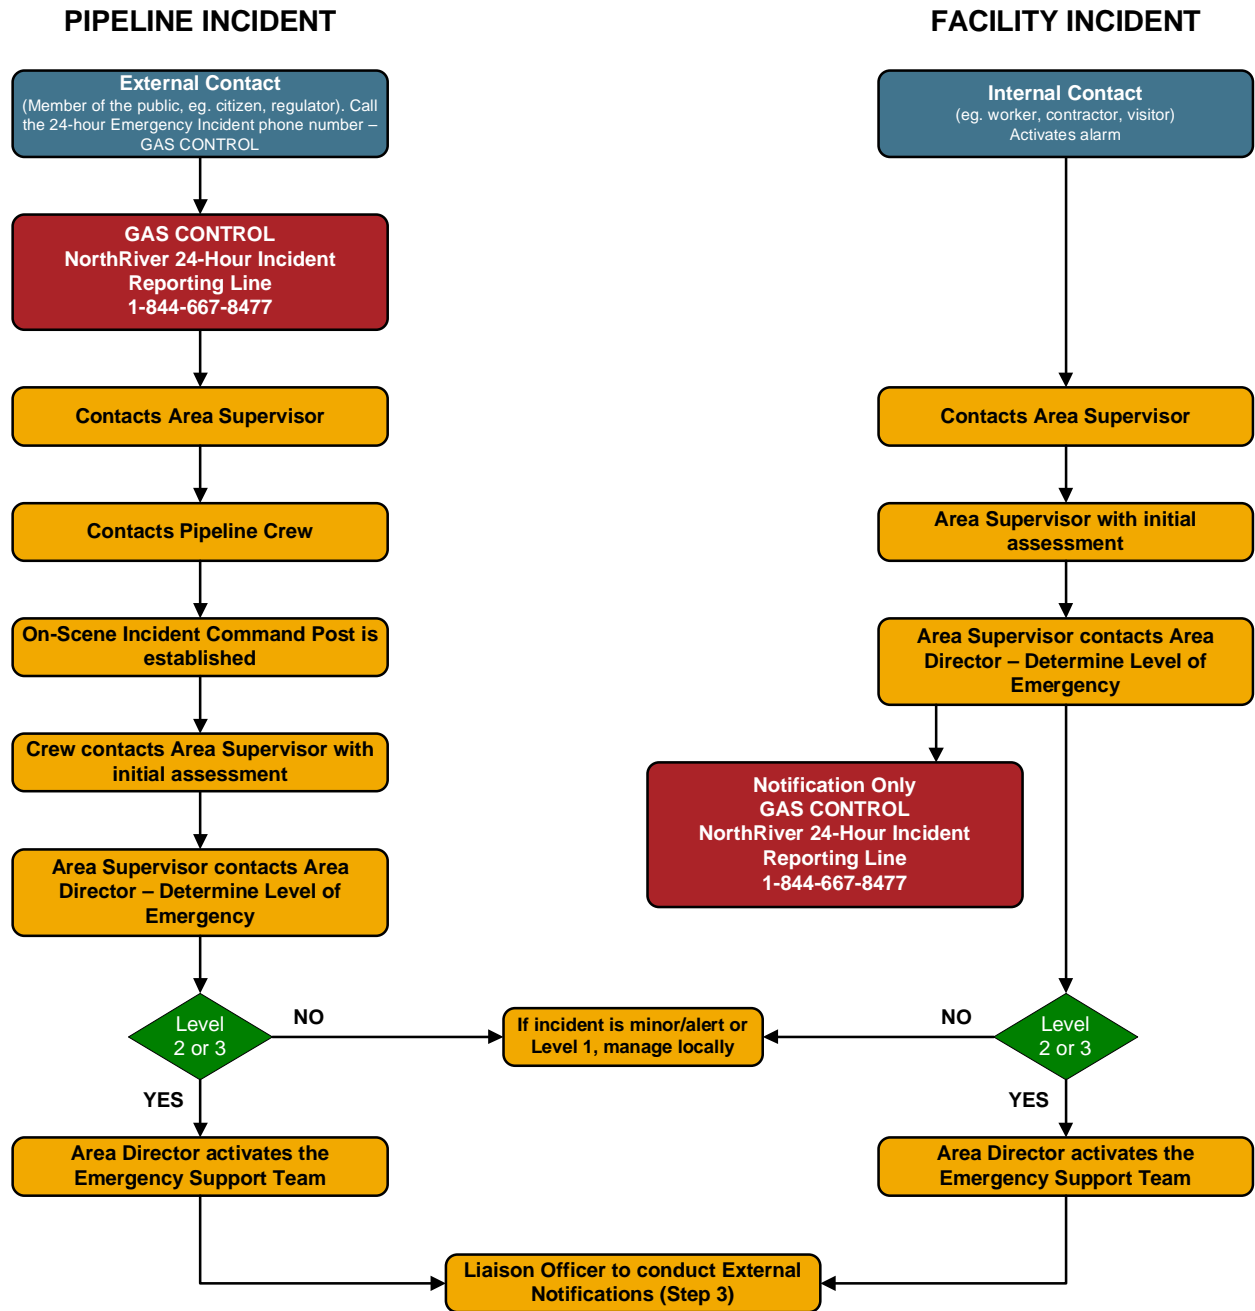 PIPELINE INCIDENT
FACILITY INCIDENT
External Contact
(Member of the public, eg. citizen, regulator). Call
the 24-hour Emergency Incident phone number –
GAS CONTROL
Internal Contact
(eg. worker, contractor, visitor)
Activates alarm
GAS CONTROL
NorthRiver 24-Hour Incident
Reporting Line
1-844-667-8477
Contacts Area Supervisor
Contacts Area Supervisor
Contacts Pipeline Crew
Area Supervisor with initial
assessment
On-Scene Incident Command Post is
established
Area Supervisor contacts Area
Director – Determine Level of
Emergency
Crew contacts Area Supervisor with
initial assessment
Notification Only
GAS CONTROL
NorthRiver 24-Hour Incident
Reporting Line
1-844-667-8477
Area Supervisor contacts Area
Director – Determine Level of
Emergency
Level
2 or 3
NO
If incident is minor/alert or
Level 1, manage locally
NO
Level
2 or 3
YES
YES
Area Director activates the
Emergency Support Team
Area Director activates the
Emergency Support Team
Liaison Officer to conduct External
Notifications (Step 3)